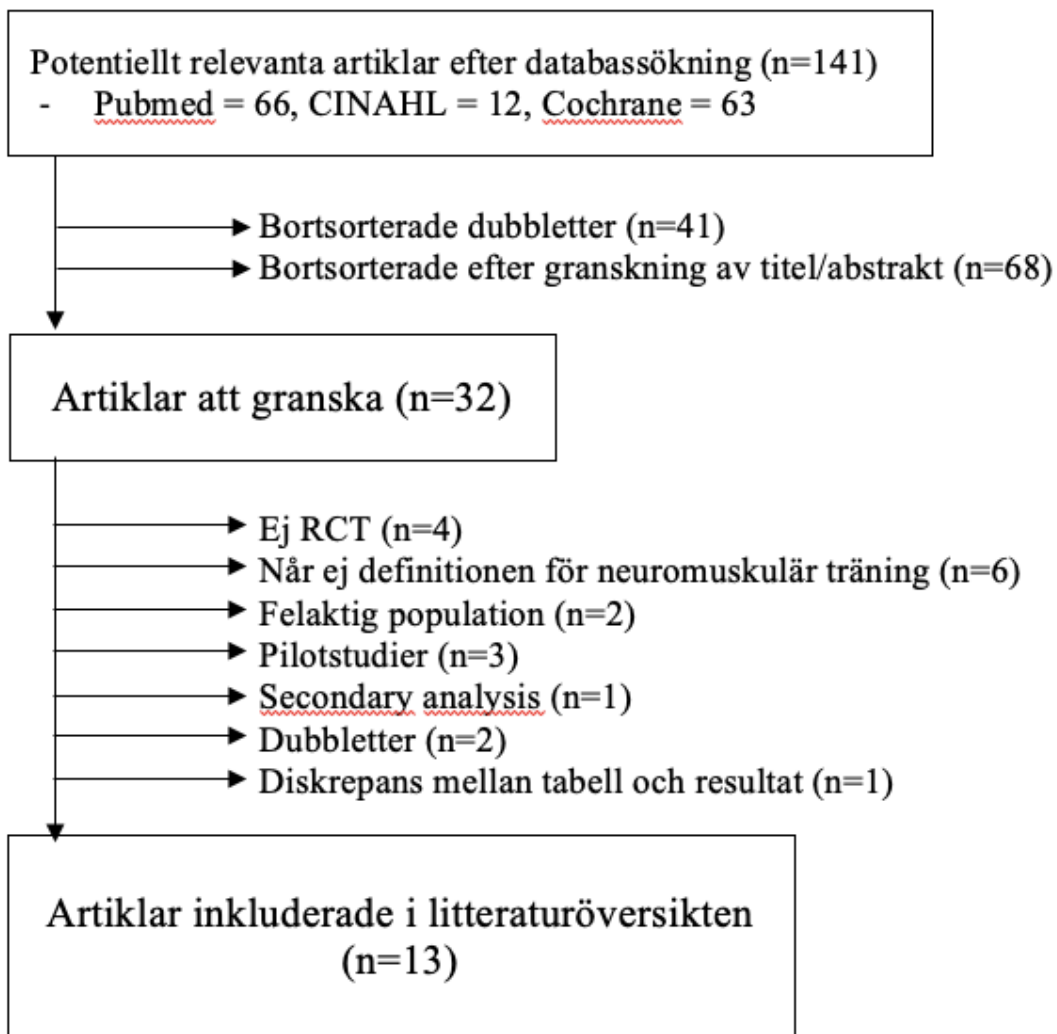 Potentiellt relevanta artiklar efter databassökning (n=141)
- Pubmed = 66, CINAHL = 12, Cochrane = 63
Bortsorterade dubbletter (n=41)
Bortsorterade efter granskning av titel/abstrakt (n=68)
Artiklar att granska (n=32)
Ej RCT (n=4)
Når ej definitionen för neuromuskulär träning (n=6)
Felaktig population (n=2)
Pilotstudier (n=3)
Secondary analysis (n=1)
Dubbletter (n=2)
Diskrepans mellan tabell och resultat (n=1)
Artiklar inkluderade i litteraturöversikten
(n=13)